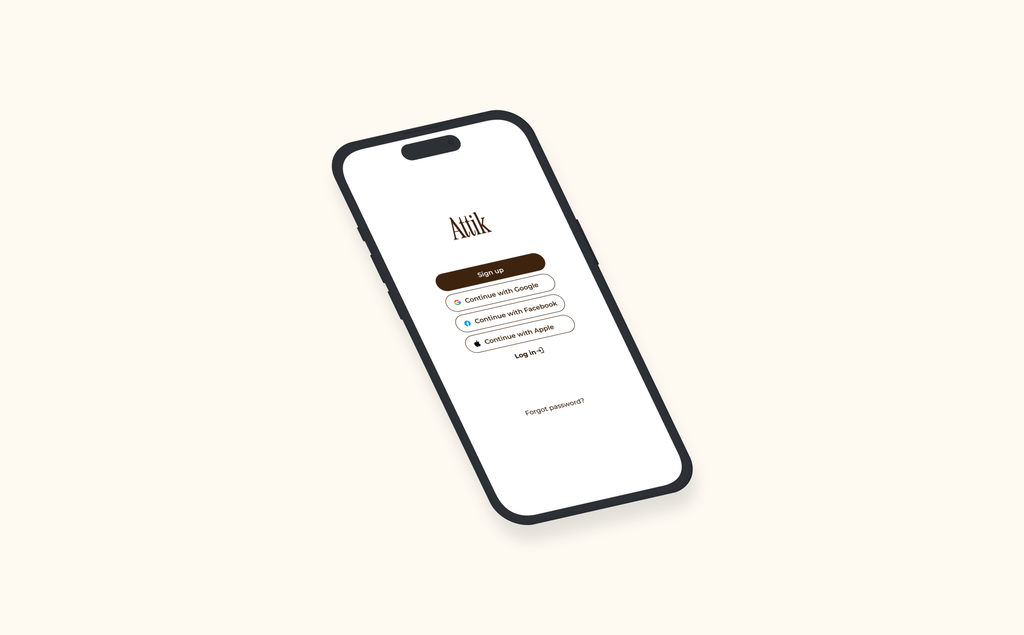 Attik
Sign up
Continue with Google
Continue with Facebook
Continue with Apple
Log in
Forgot password?